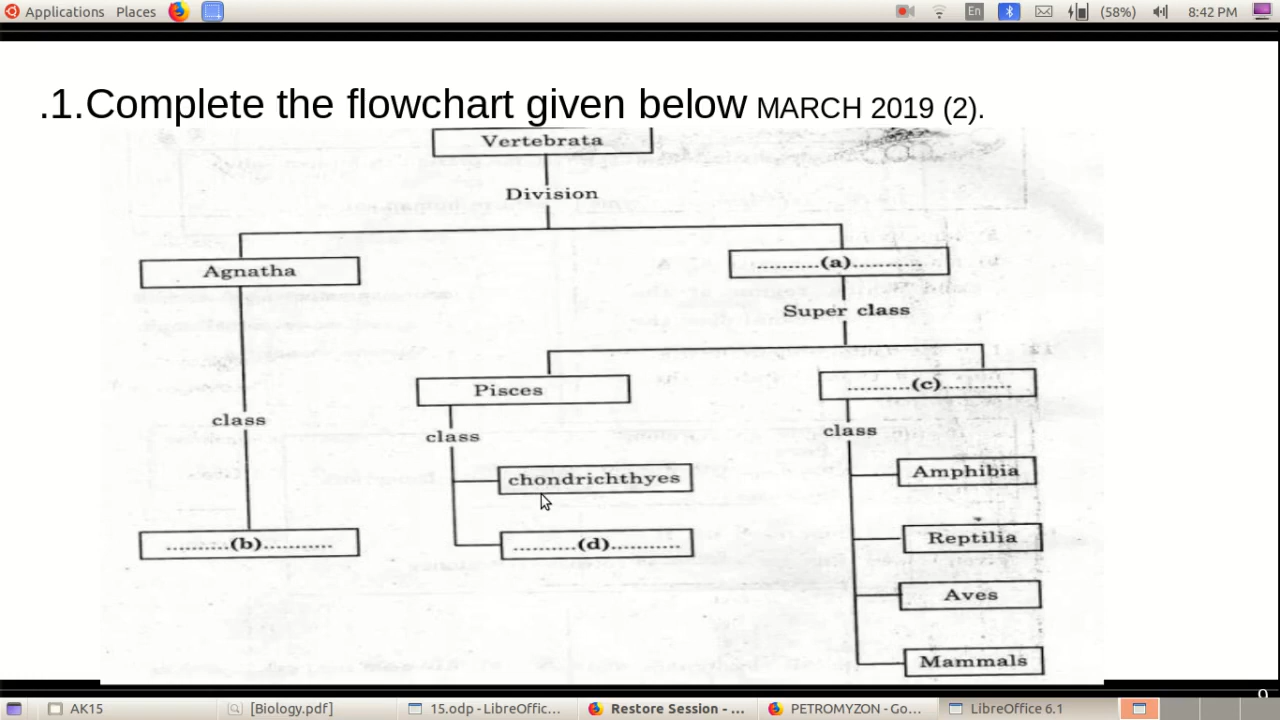 Applications Places En (58%) 8:42 PM
.1.Complete the flowchart given below MARCH 2019 (2).
Vertebrata
Division
Agnatha
..........(a)..........
Super class
Pisces
..........(c)...........
class
class
class
chondrichthyes
Amphibia
Reptilia
..........(b)...........
..........(d)...........
Aves
Mammals
9
AK15 [Biology.pdf] 15.odp - LibreOffic... Restore Session - ... PETROMYZON - Go... LibreOffice 6.1